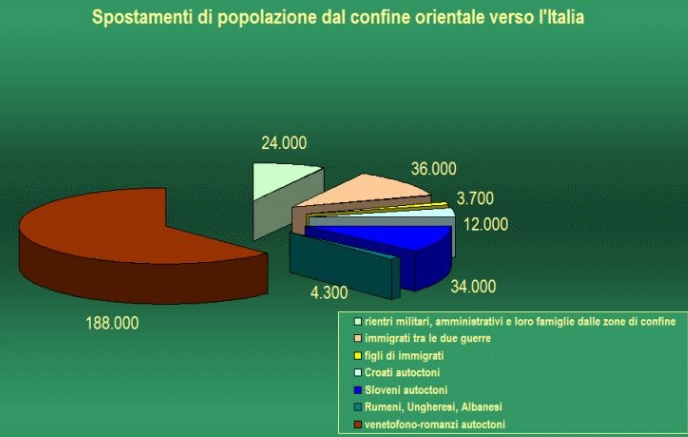 Spostamenti di popolazione dal confine orientale verso l'Italia
24.000
36.000
3.700
12.000
34.000
4.300
188.000
rientri militari, amministrativi e loro famiglie dalle zone di confine
immigrati tra le due guerre
figli di immigrati
Croati autoctoni
Sloveni autoctoni
Rumeni, Ungheresi, Albanesi
venetofono-romanzi autoctoni